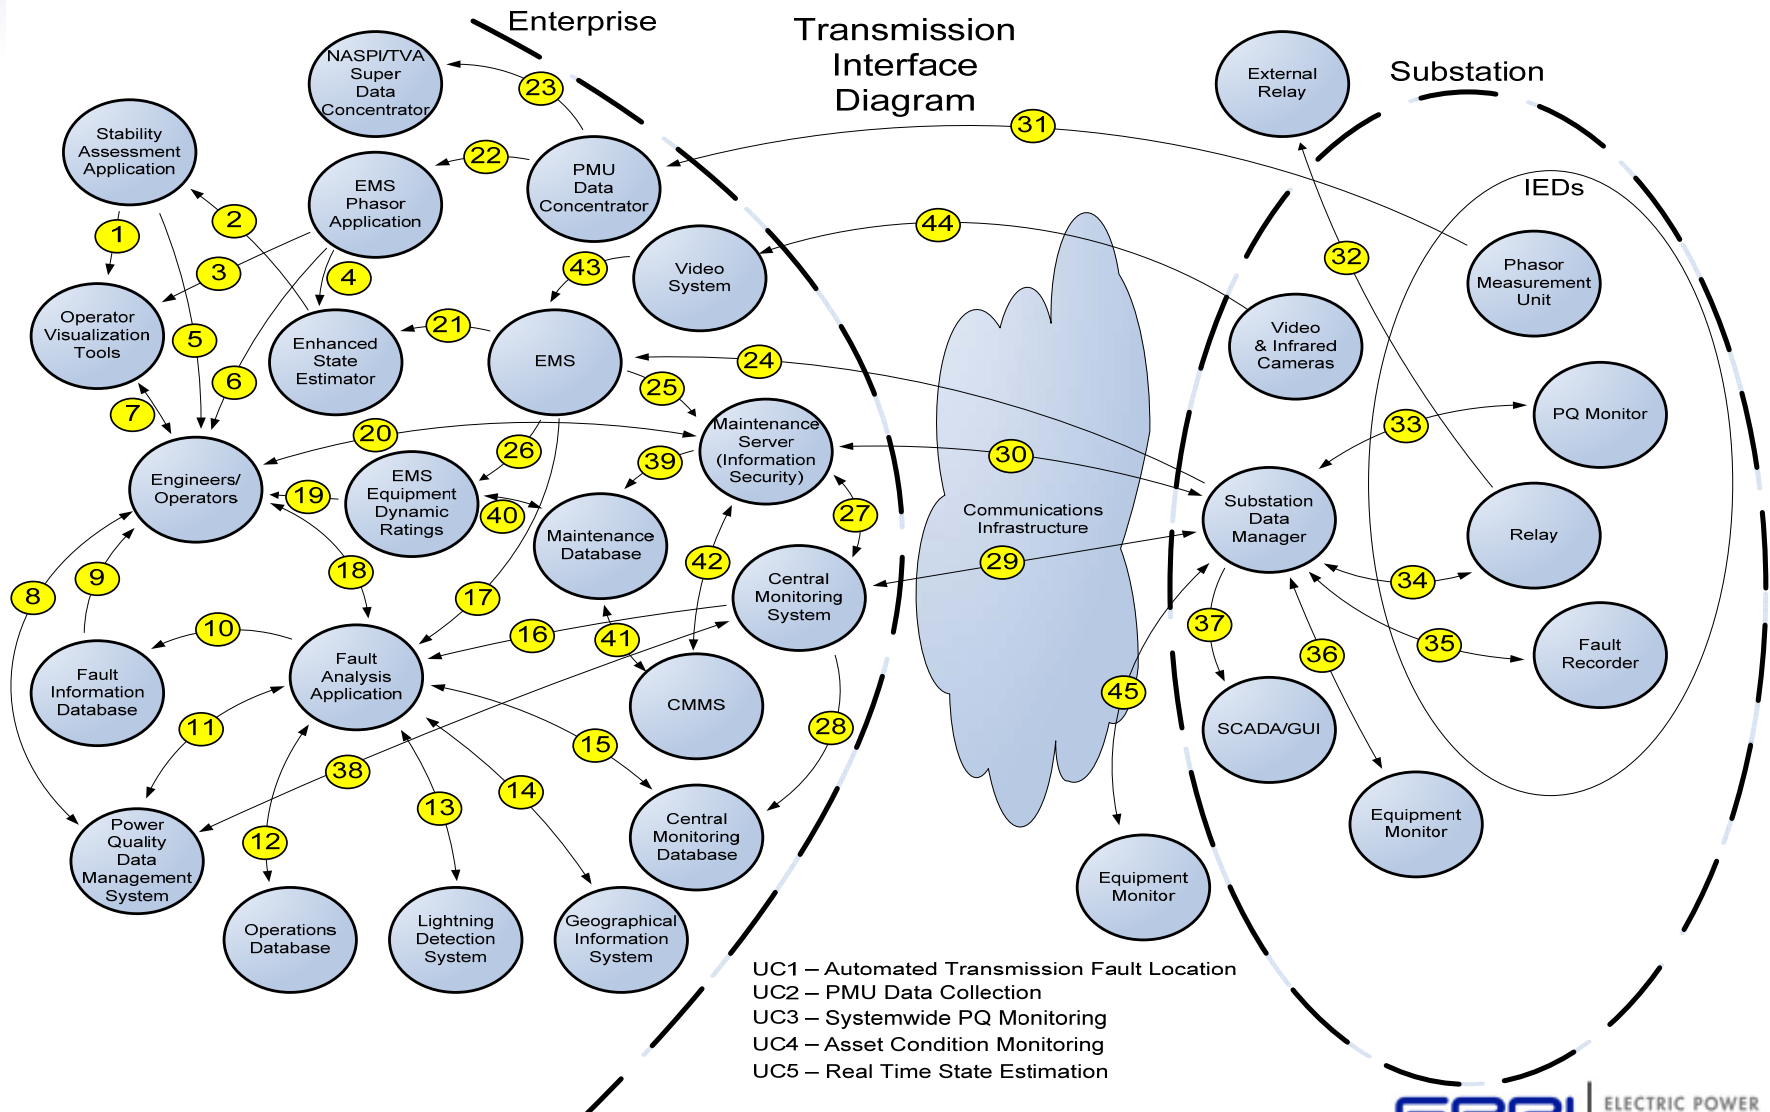 Enterprise
Transmission
Interface
Diagram
Substation
NASPI/TVA
Super
Data
Concentrator
23
External
Relay
31
Stability
Assessment
Application
22
PMU
Data
Concentrator
EMS
Phasor
Application
IEDs
2
1
44
32
3
4
43
Video
System
Phasor
Measurement
Unit
Operator
Visualization
Tools
5
Enhanced
State
Estimator
21
EMS
24
Video
& Infrared
Cameras
6
25
7
20
26
39
Maintenance
Server
(Information
Security)
30
33
PQ Monitor
Engineers/
Operators
19
EMS
Equipment
Dynamic
Ratings
40
Maintenance
Database
27
Communications
Infrastructure
Substation
Data
Manager
Relay
8
9
18
17
42
29
34
Central
Monitoring
System
10
16
41
37
36
35
Fault
Recorder
Fault
Information
Database
Fault
Analysis
Application
CMMS
45
11
38
15
28
SCADA/GUI
12
13
14
Power
Quality
Data
Management
System
Central
Monitoring
Database
Equipment
Monitor
Equipment
Monitor
Operations
Database
Lightning
Detection
System
Geographical
Information
System
UC1 – Automated Transmission Fault Location
UC2 – PMU Data Collection
UC3 – Systemwide PQ Monitoring
UC4 – Asset Condition Monitoring
UC5 – Real Time State Estimation
EPRI
ELECTRIC POWER